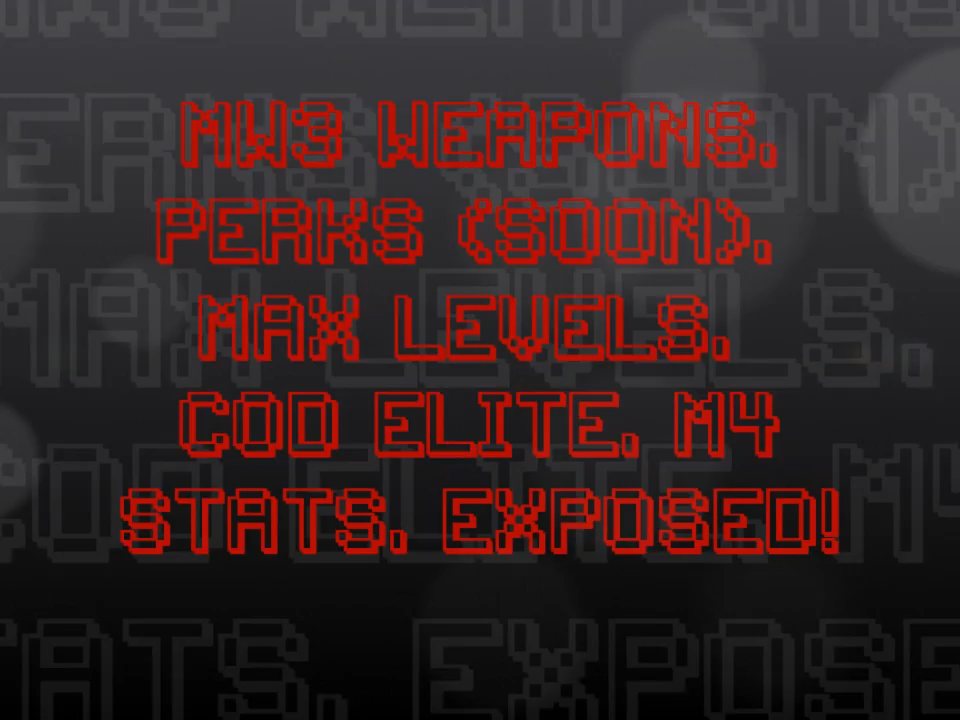 MW3 WEAPONS,
PERKS (SOON),
MAX LEVELS,
COD ELITE, M4
STATS, EXPOSED!